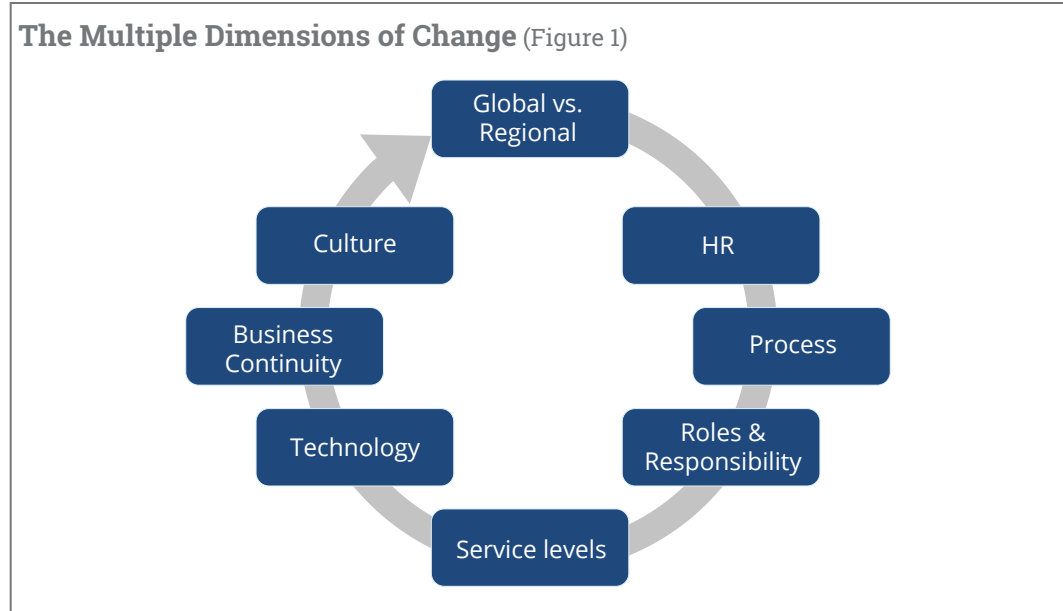 The Multiple Dimensions of Change (Figure 1)
Global vs.
Regional
HR
Process
Roles &
Responsibility
Service levels
Technology
Business
Continuity
Culture